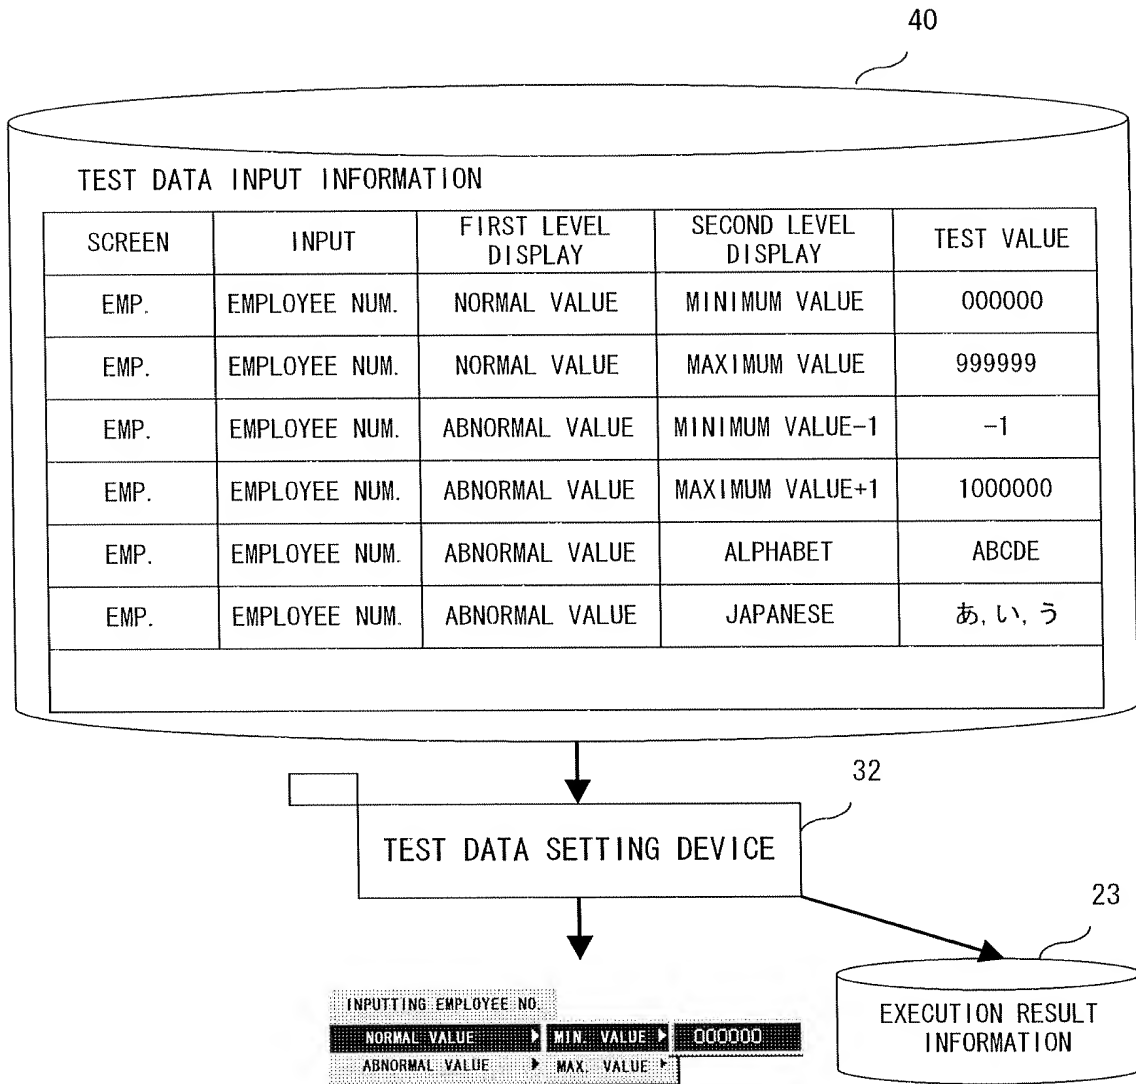 40
TEST DATA INPUT INFORMATION
SCREEN INPUT FIRST LEVEL DISPLAY SECOND LEVEL DISPLAY TEST VALUE
EMP. EMPLOYEE NUM. NORMAL VALUE MINIMUM VALUE 000000
EMP. EMPLOYEE NUM. NORMAL VALUE MAXIMUM VALUE 999999
EMP. EMPLOYEE NUM. ABNORMAL VALUE MINIMUM VALUE-1 -1
EMP. EMPLOYEE NUM. ABNORMAL VALUE MAXIMUM VALUE+1 1000000
EMP. EMPLOYEE NUM. ABNORMAL VALUE ALPHABET ABCDE
EMP. EMPLOYEE NUM. ABNORMAL VALUE JAPANESE あ, い, う
32
TEST DATA SETTING DEVICE
23
EXECUTION RESULT
INFORMATION
INPUTTING EMPLOYEE NO.
NORMAL VALUE MIN. VALUE 000000
ABNORMAL VALUE MAX. VALUE